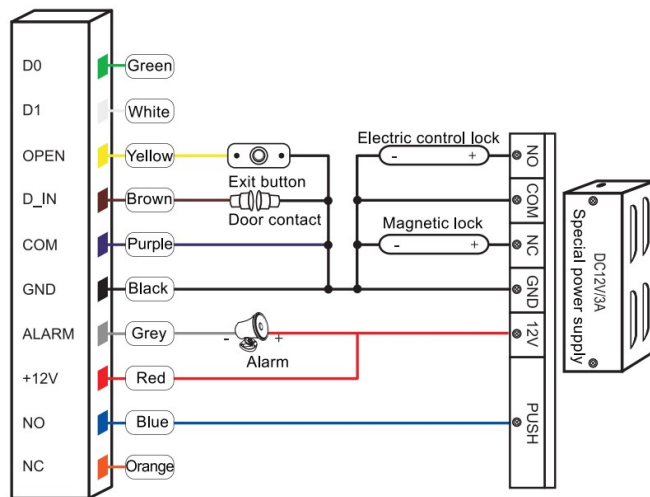 D0
Green
D1
White
OPEN
Yellow
Exit button
D_IN
Brown
Door contact
COM
Purple
GND
Black
ALARM
Grey
-
+
Alarm
+12V
Red
NO
Blue
NC
Orange
Electric control lock
-
+
Magnetic lock
-
+
NO
COM
NC
GND
12V
PUSH
DC12V/3A
Special power supply